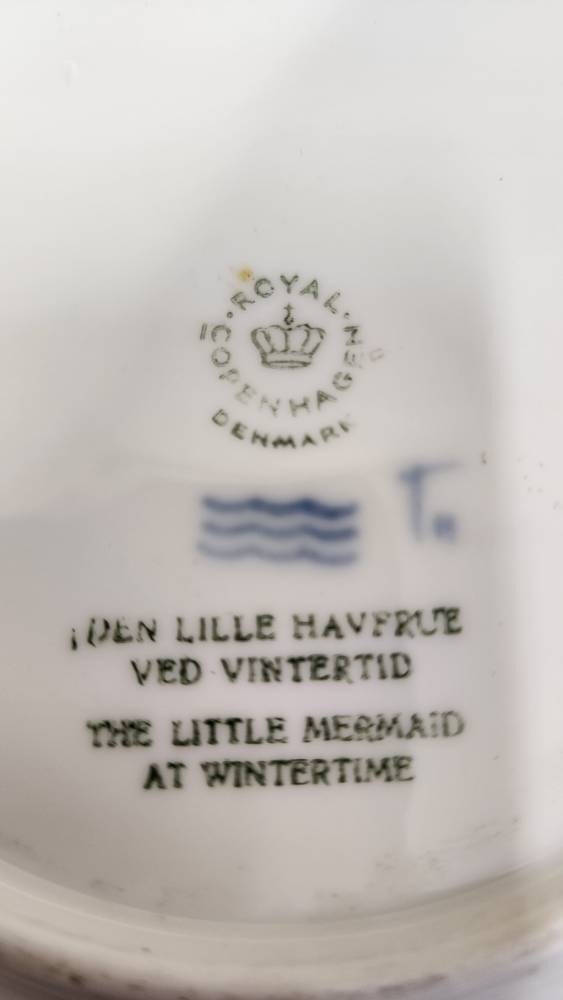 ROYAL
COPENHAGEN
DENMARK
DEN LILLE HAVFRUE
VED VINTERTID
THE LITTLE MERMAID
AT WINTERTIME